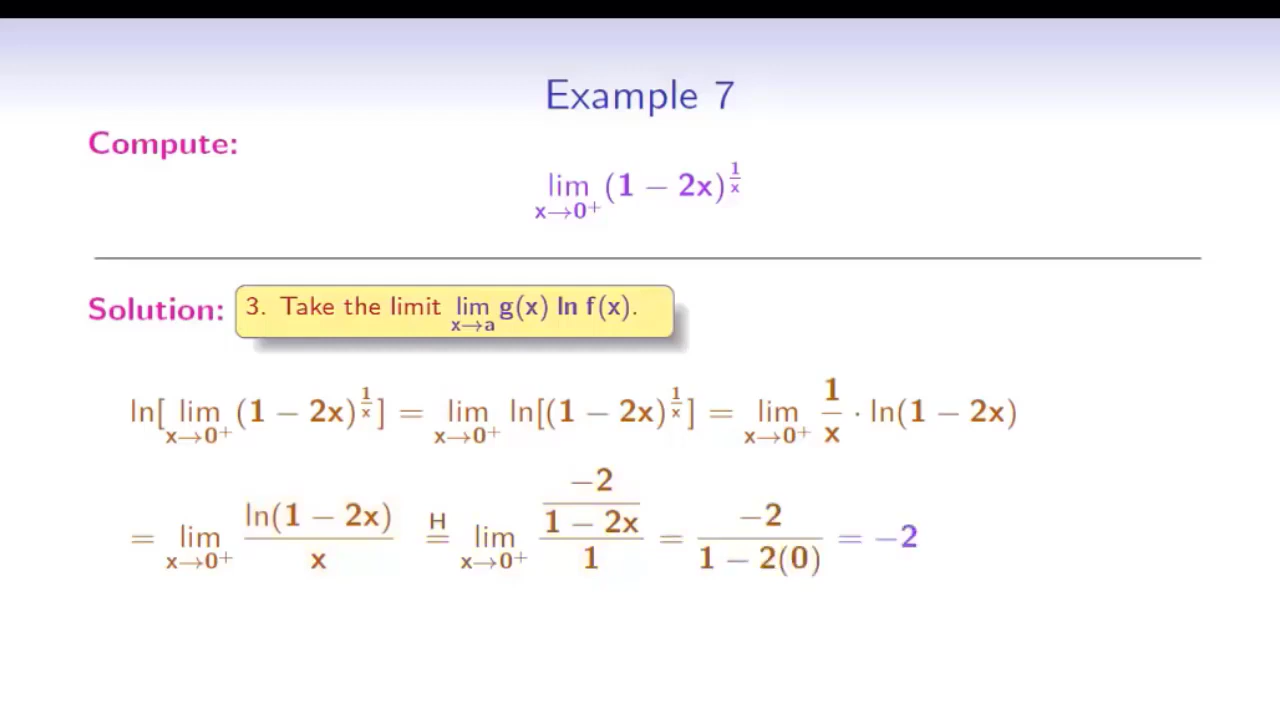 Example 7
Compute:
lim x→0⁺ (1 − 2x)^(1/x)
Solution: 3. Take the limit lim x→a g(x) ln f(x).
ln[ lim x→0⁺ (1 − 2x)^(1/x) ] = lim x→0⁺ ln[(1 − 2x)^(1/x)] = lim x→0⁺ 1/x · ln(1 − 2x)
= lim x→0⁺ ln(1 − 2x)/x =ᴴ lim x→0⁺ (−2/(1 − 2x))/1 = −2/(1 − 2(0)) = −2